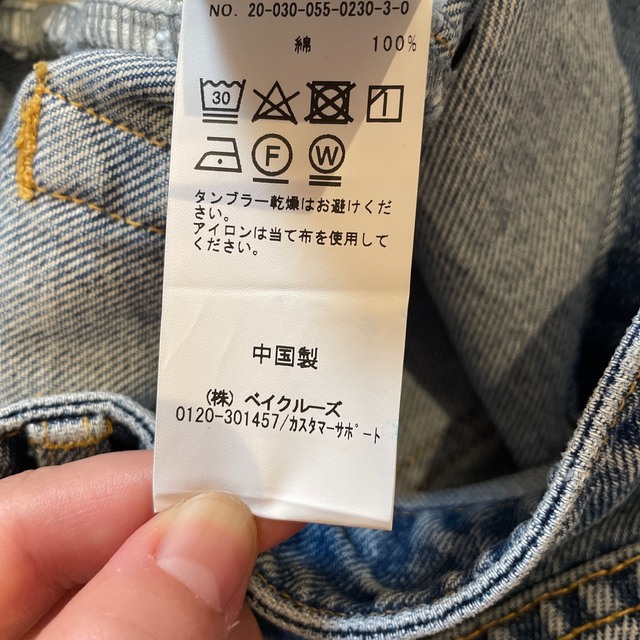 NO. 20-030-055-0230-3-0
綿 100%
30
F W
タンブラー乾燥はお避けくだ
さい。
アイロンは当て布を使用して
ください。
中国製
(株) ベイクルーズ
0120-301457/カスタマーサポート